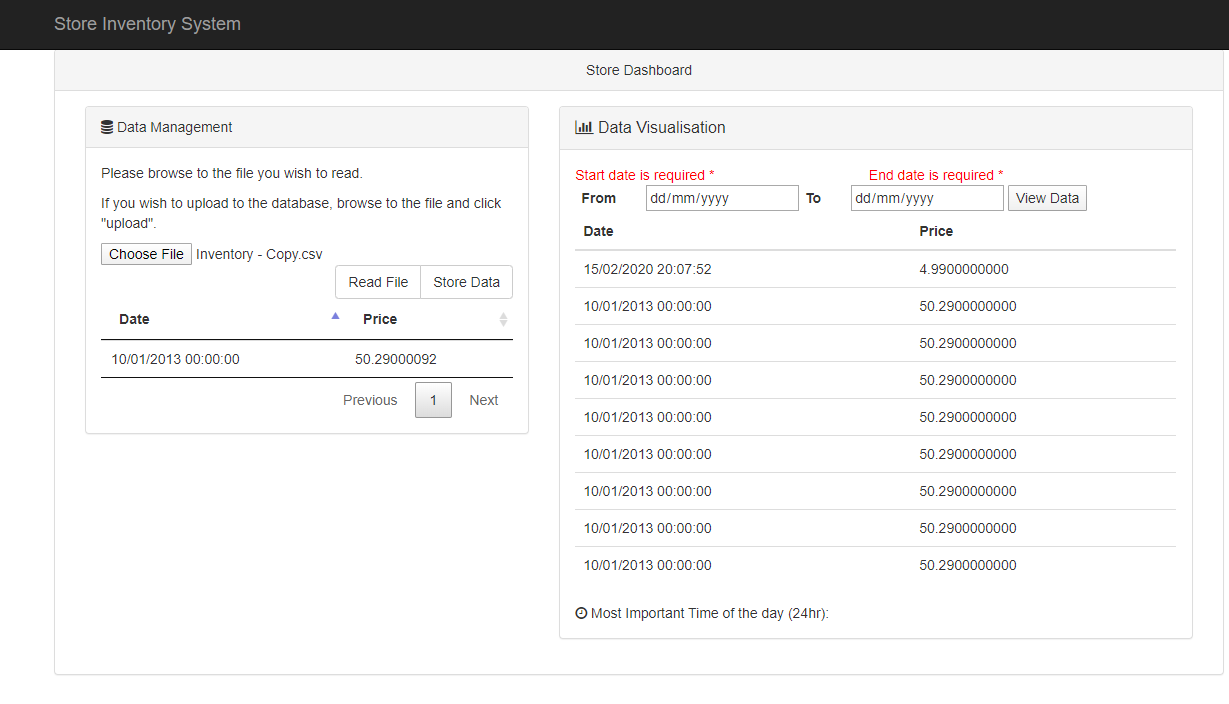 Store Inventory System
Store Dashboard
Data Management
Please browse to the file you wish to read.
If you wish to upload to the database, browse to the file and click
"upload".
Choose File Inventory - Copy.csv
Read File Store Data
Date Price
10/01/2013 00:00:00 50.29000092
Previous 1 Next
Data Visualisation
Start date is required * End date is required *
From dd/mm/yyyy To dd/mm/yyyy View Data
Date Price
15/02/2020 20:07:52 4.9900000000
10/01/2013 00:00:00 50.2900000000
10/01/2013 00:00:00 50.2900000000
10/01/2013 00:00:00 50.2900000000
10/01/2013 00:00:00 50.2900000000
10/01/2013 00:00:00 50.2900000000
10/01/2013 00:00:00 50.2900000000
10/01/2013 00:00:00 50.2900000000
10/01/2013 00:00:00 50.2900000000
Most Important Time of the day (24hr):